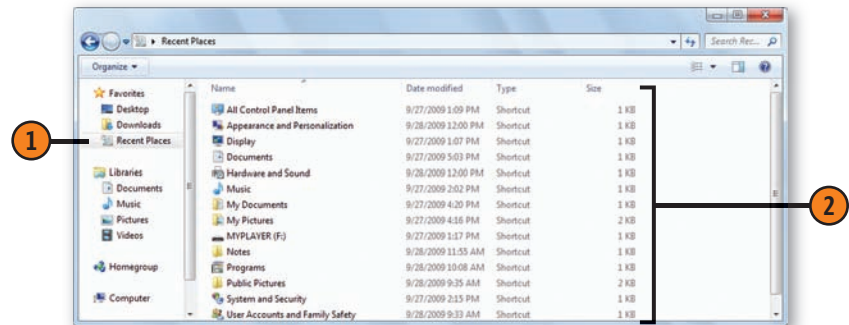 Recent Places
Search Rec...
Organize
Name Date modified Type Size
Favorites
Desktop
Downloads
Recent Places
Libraries
Documents
Music
Pictures
Videos
Homegroup
Computer
All Control Panel Items 9/27/2009 1:09 PM Shortcut 1 KB
Appearance and Personalization 9/28/2009 12:00 PM Shortcut 1 KB
Display 9/27/2009 1:07 PM Shortcut 1 KB
Documents 9/27/2009 5:03 PM Shortcut 1 KB
Hardware and Sound 9/28/2009 12:00 PM Shortcut 1 KB
Music 9/27/2009 2:02 PM Shortcut 1 KB
My Documents 9/27/2009 4:20 PM Shortcut 1 KB
My Pictures 9/27/2009 4:16 PM Shortcut 2 KB
MYPLAYER (F:) 9/27/2009 1:17 PM Shortcut 1 KB
Notes 9/28/2009 11:55 AM Shortcut 1 KB
Programs 9/28/2009 10:08 AM Shortcut 1 KB
Public Pictures 9/28/2009 9:35 AM Shortcut 2 KB
System and Security 9/27/2009 2:15 PM Shortcut 1 KB
User Accounts and Family Safety 9/28/2009 9:33 AM Shortcut 1 KB
1
2